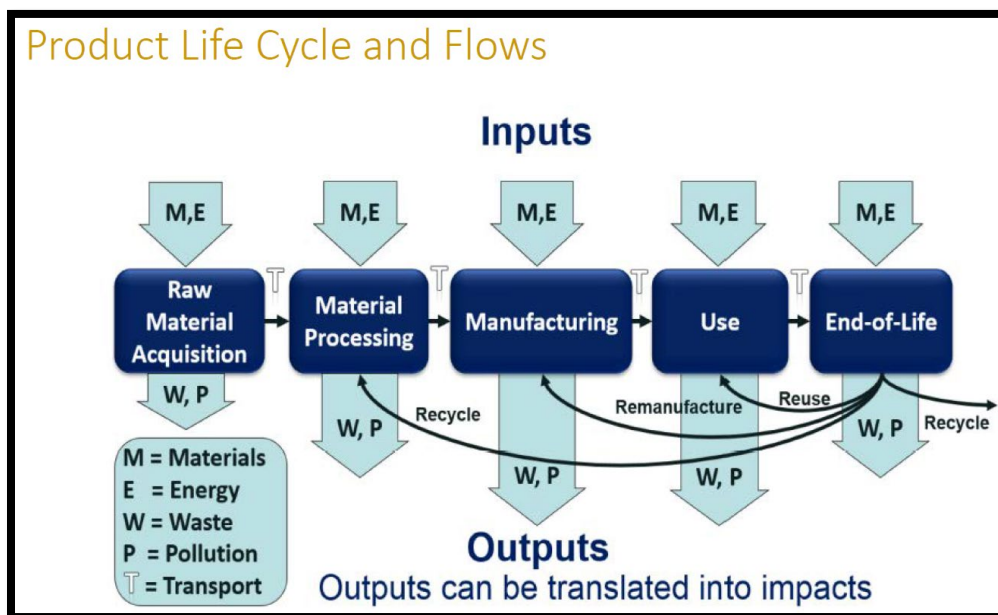 Product Life Cycle and Flows
Inputs
M,E
M,E
M,E
M,E
M,E
T
T
T
T
Raw
Material
Acquisition
Material
Processing
Manufacturing
Use
End-of-Life
W, P
W, P
W, P
W, P
W, P
Recycle
Remanufacture
Reuse
Recycle
M = Materials
E = Energy
W = Waste
P = Pollution
T = Transport
Outputs
Outputs can be translated into impacts